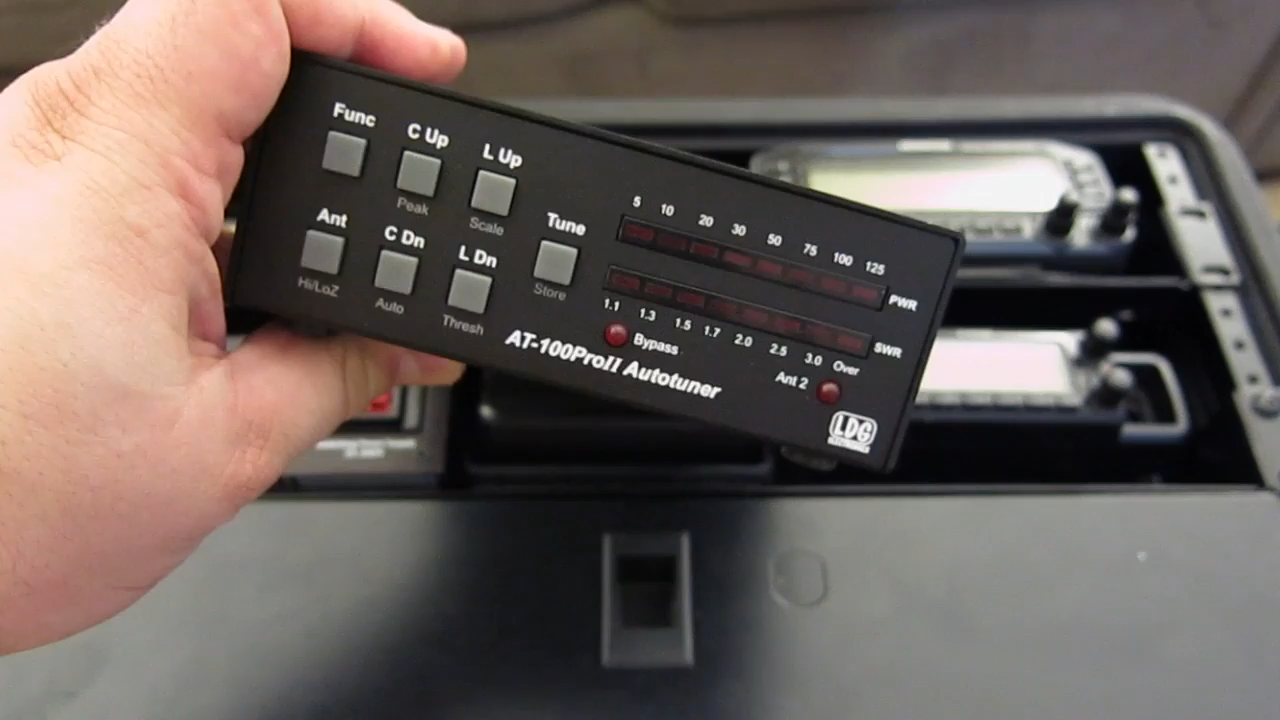 Func
C Up
L Up
Peak
Scale
Ant
C Dn
L Dn
Tune
Hi/LoZ
Auto
Thresh
Store
5 10 20 30 50 75 100 125
PWR
1.1 1.3 1.5 1.7 2.0 2.5 3.0 Over
SWR
Bypass
Ant 2
AT-100ProII Autotuner
LDG
ELECTRONICS